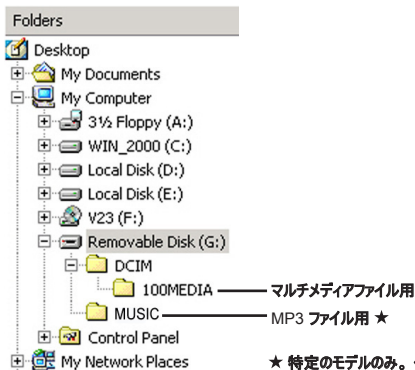 Folders
Desktop
My Documents
My Computer
3½ Floppy (A:)
WIN_2000 (C:)
Local Disk (D:)
Local Disk (E:)
V23 (F:)
Removable Disk (G:)
DCIM
100MEDIA マルチメディアファイル用
MUSIC MP3 ファイル用 ★
Control Panel
My Network Places ★ 特定のモデルのみ。